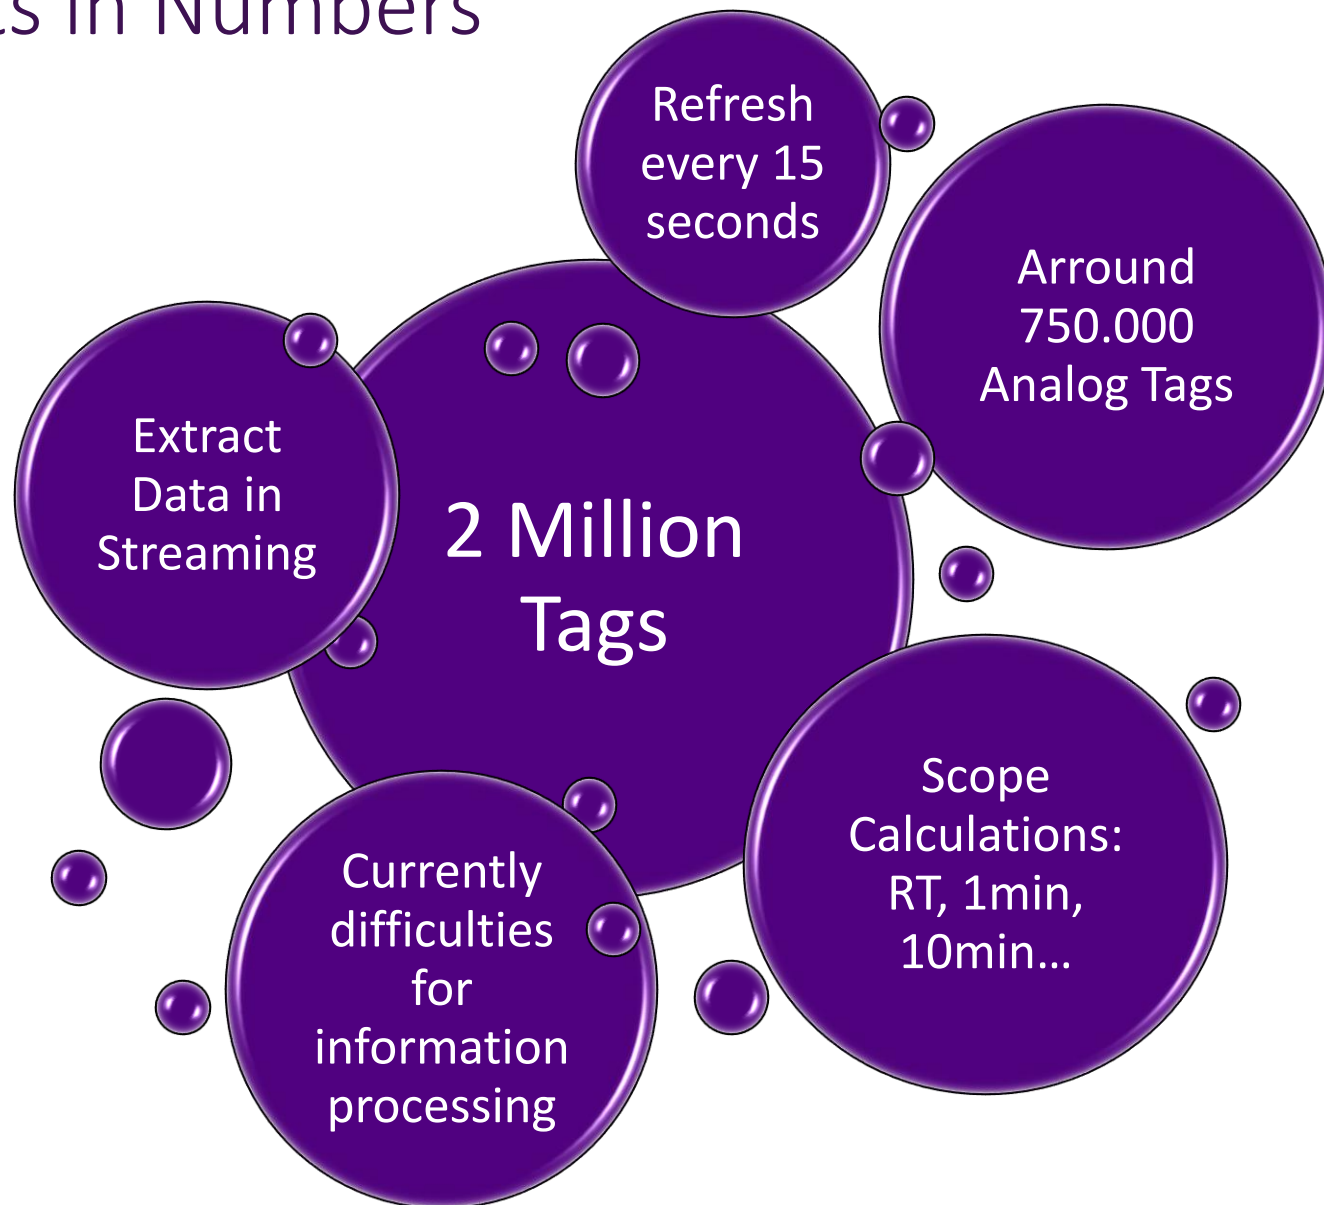 in Numbers
Refresh
every 15
seconds
Arround
750.000
Analog Tags
Extract
Data in
Streaming
2 Million
Tags
Scope
Calculations:
RT, 1min,
10min...
Currently
difficulties
for
information
processing